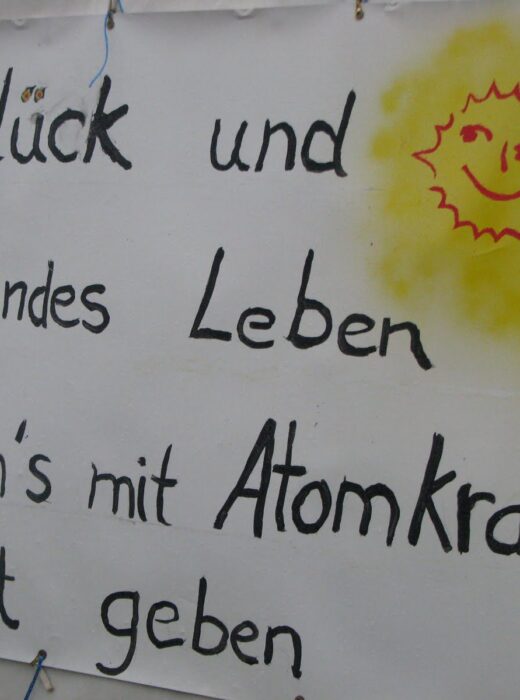 lück und
ndes Leben
n's mit Atomkra
t geben